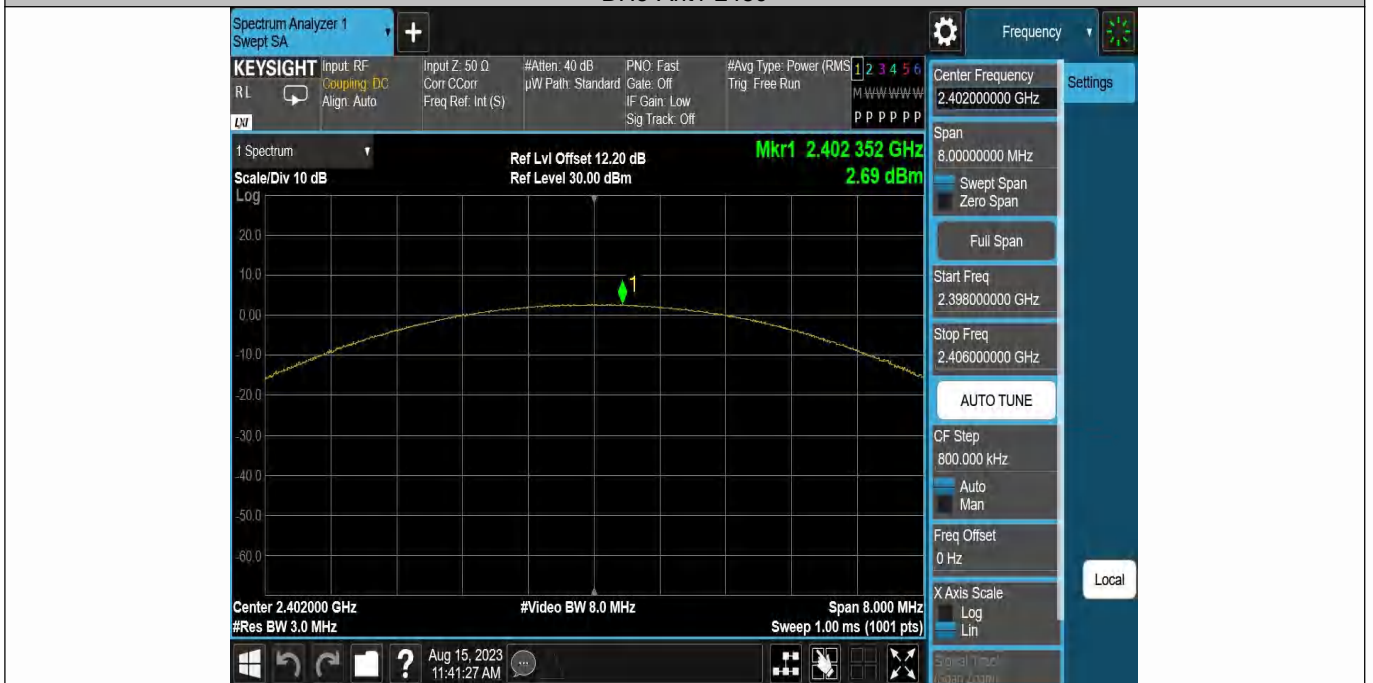 Spectrum Analyzer 1
Swept SA
+
Frequency
KEYSIGHT
RL
LXI
Input: RF
Coupling: DC
Align: Auto
Input Z: 50 Ω
Corr CCorr
Freq Ref: Int (S)
#Atten: 40 dB
µW Path: Standard
PNO: Fast
Gate: Off
IF Gain: Low
Sig Track: Off
#Avg Type: Power (RMS
Trig: Free Run
1 2 3 4 5 6
M W W W W W
P P P P P P
1 Spectrum
Scale/Div 10 dB
Log
Ref Lvl Offset 12.20 dB
Ref Level 30.00 dBm
Mkr1 2.402 352 GHz
2.69 dBm
20.0
10.0
0.00
-10.0
-20.0
-30.0
-40.0
-50.0
-60.0
1
Center 2.402000 GHz
#Res BW 3.0 MHz
#Video BW 8.0 MHz
Span 8.000 MHz
Sweep 1.00 ms (1001 pts)
Aug 15, 2023
11:41:27 AM
Center Frequency
2.402000000 GHz
Settings
Span
8.00000000 MHz
Swept Span
Zero Span
Full Span
Start Freq
2.398000000 GHz
Stop Freq
2.406000000 GHz
AUTO TUNE
CF Step
800.000 kHz
Auto
Man
Freq Offset
0 Hz
X Axis Scale
Log
Lin
Local
Signal Track
(Span Zoom)